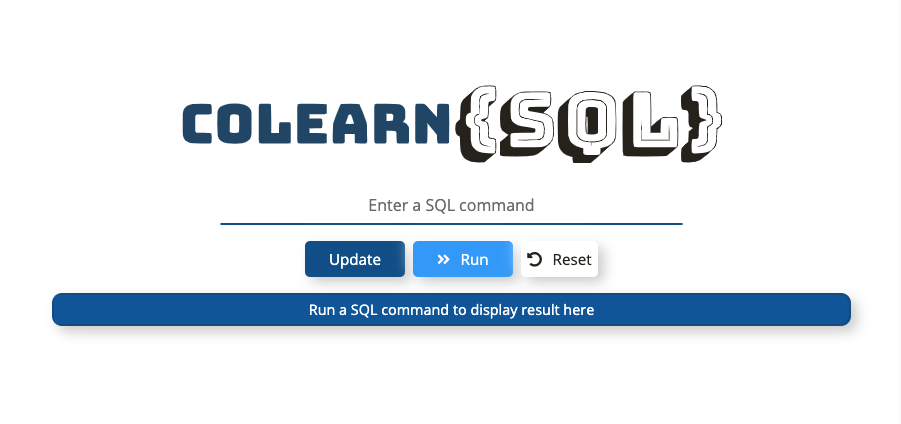 COLEARN{SQL}
Enter a SQL command
Update Run Reset
Run a SQL command to display result here